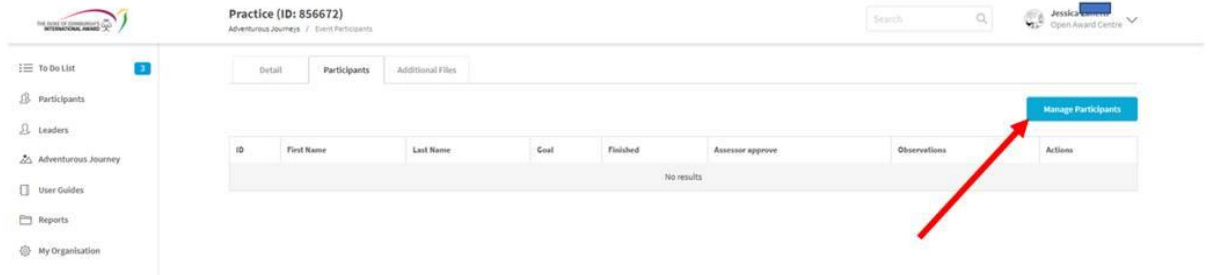 THE DUKE OF EDINBURGH'S
INTERNATIONAL AWARD
Practice (ID: 856672)
Adventurous Journeys / Event Participants
Search
Jessica
Open Award Centre
To Do List 3
Participants
Leaders
Adventurous Journey
User Guides
Reports
My Organisation
Detail Participants Additional Files
Manage Participants
ID First Name Last Name Goal Finished Assessor approve Observations Actions
No results